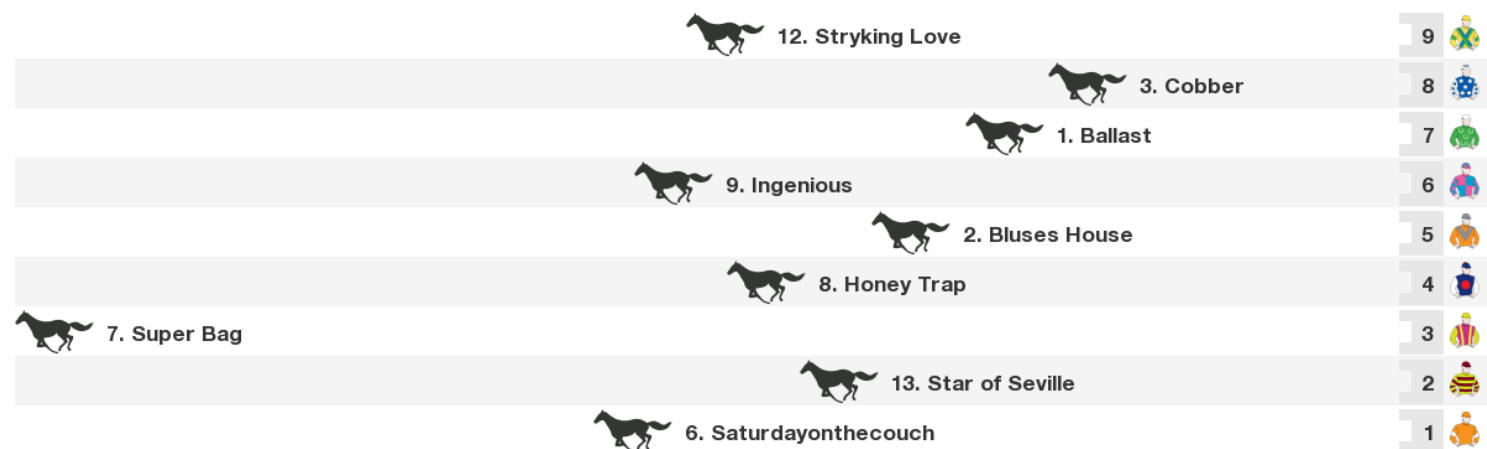 12. Stryking Love 9
3. Cobber 8
1. Ballast 7
9. Ingenious 6
2. Bluses House 5
8. Honey Trap 4
7. Super Bag 3
13. Star of Seville 2
6. Saturdayonthecouch 1